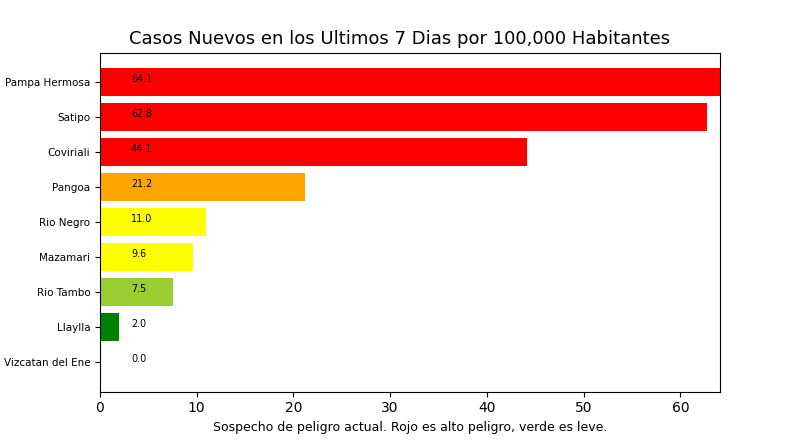 Casos Nuevos en los Ultimos 7 Dias por 100,000 Habitantes
Pampa Hermosa 64.1
Satipo 62.8
Coviriali 44.1
Pangoa 21.2
Rio Negro 11.0
Mazamari 9.6
Rio Tambo 7.5
Llaylla 2.0
Vizcatan del Ene 0.0
0 10 20 30 40 50 60
Sospecho de peligro actual. Rojo es alto peligro, verde es leve.